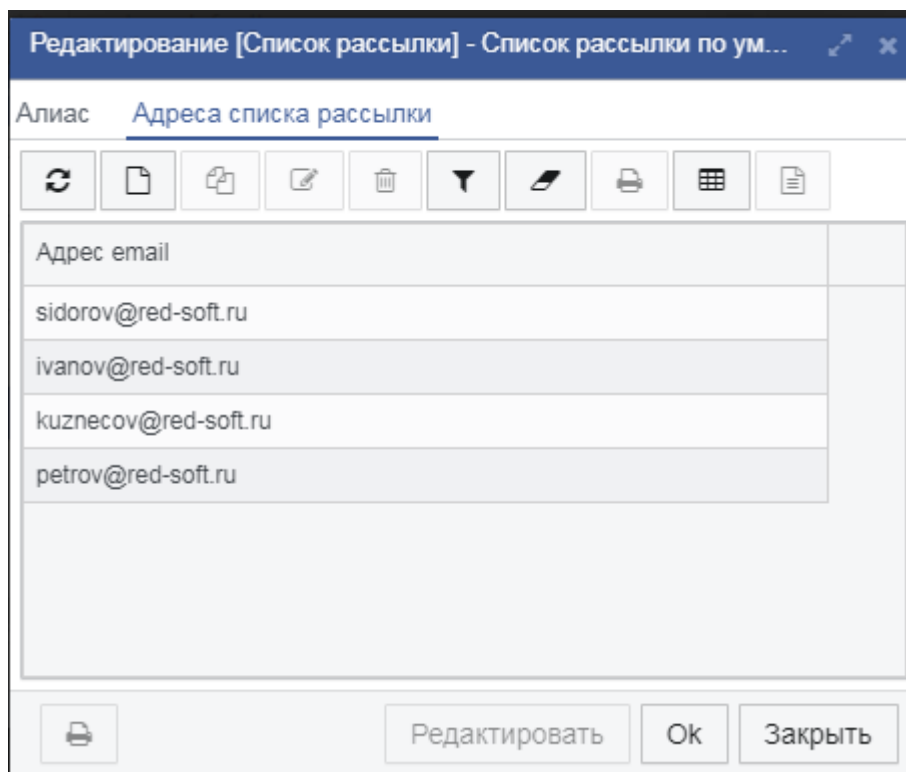 Редактирование [Список рассылки] - Список рассылки по ум...
Алиас Адреса списка рассылки
Адрес email
sidorov@red-soft.ru
ivanov@red-soft.ru
kuznecov@red-soft.ru
petrov@red-soft.ru
Редактировать Ok Закрыть